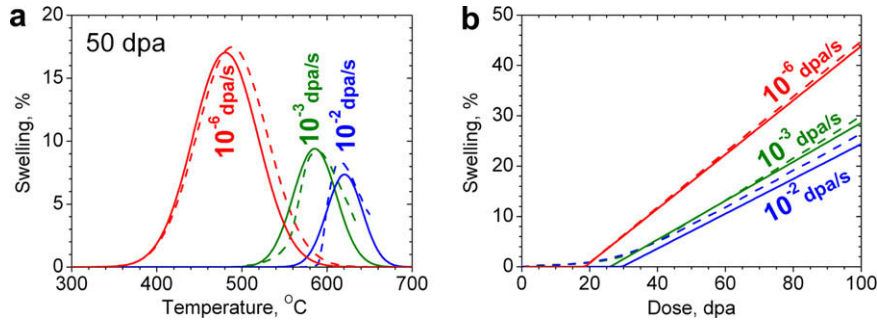 a
50 dpa
Swelling, %
20
15
10
5
0
10⁻⁶ dpa/s
10⁻³ dpa/s
10⁻² dpa/s
300 400 500 600 700
Temperature, ᴼC
b
Swelling, %
50
40
30
20
10
0
10⁻⁶ dpa/s
10⁻³ dpa/s
10⁻² dpa/s
0 20 40 60 80 100
Dose, dpa